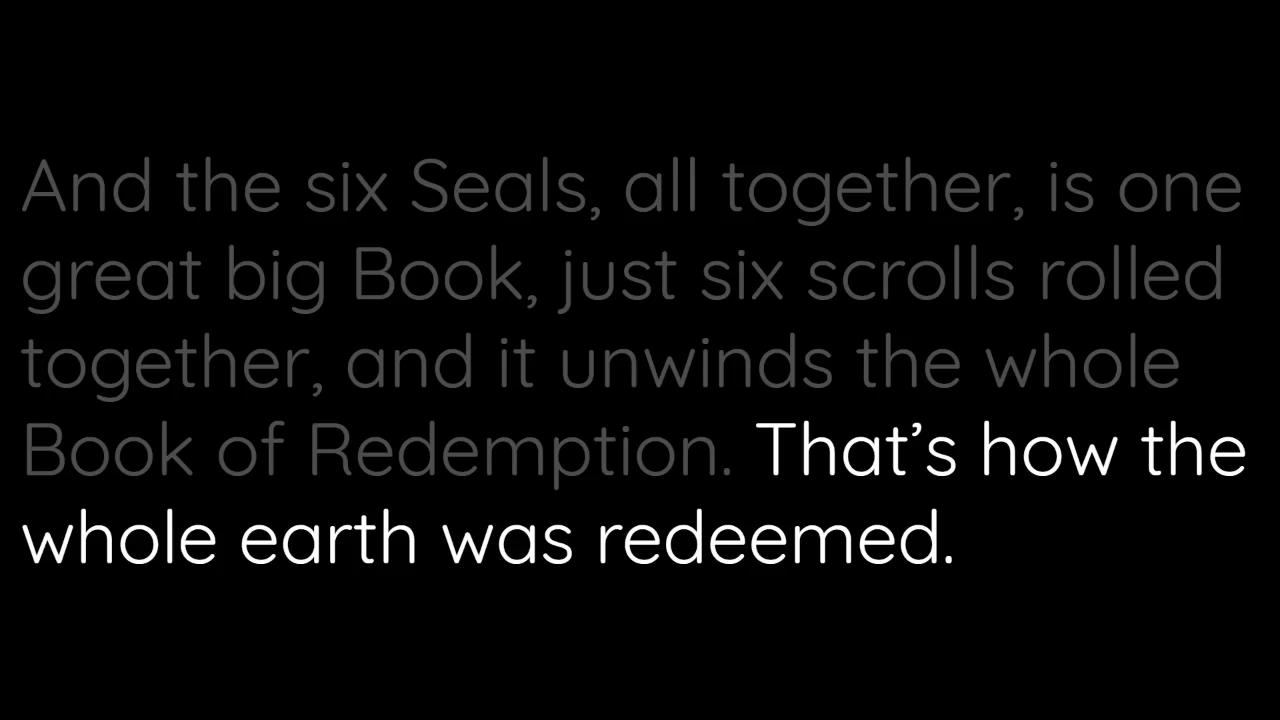 And the six Seals, all together, is one
great big Book, just six scrolls rolled
together, and it unwinds the whole
Book of Redemption. That’s how the
whole earth was redeemed.